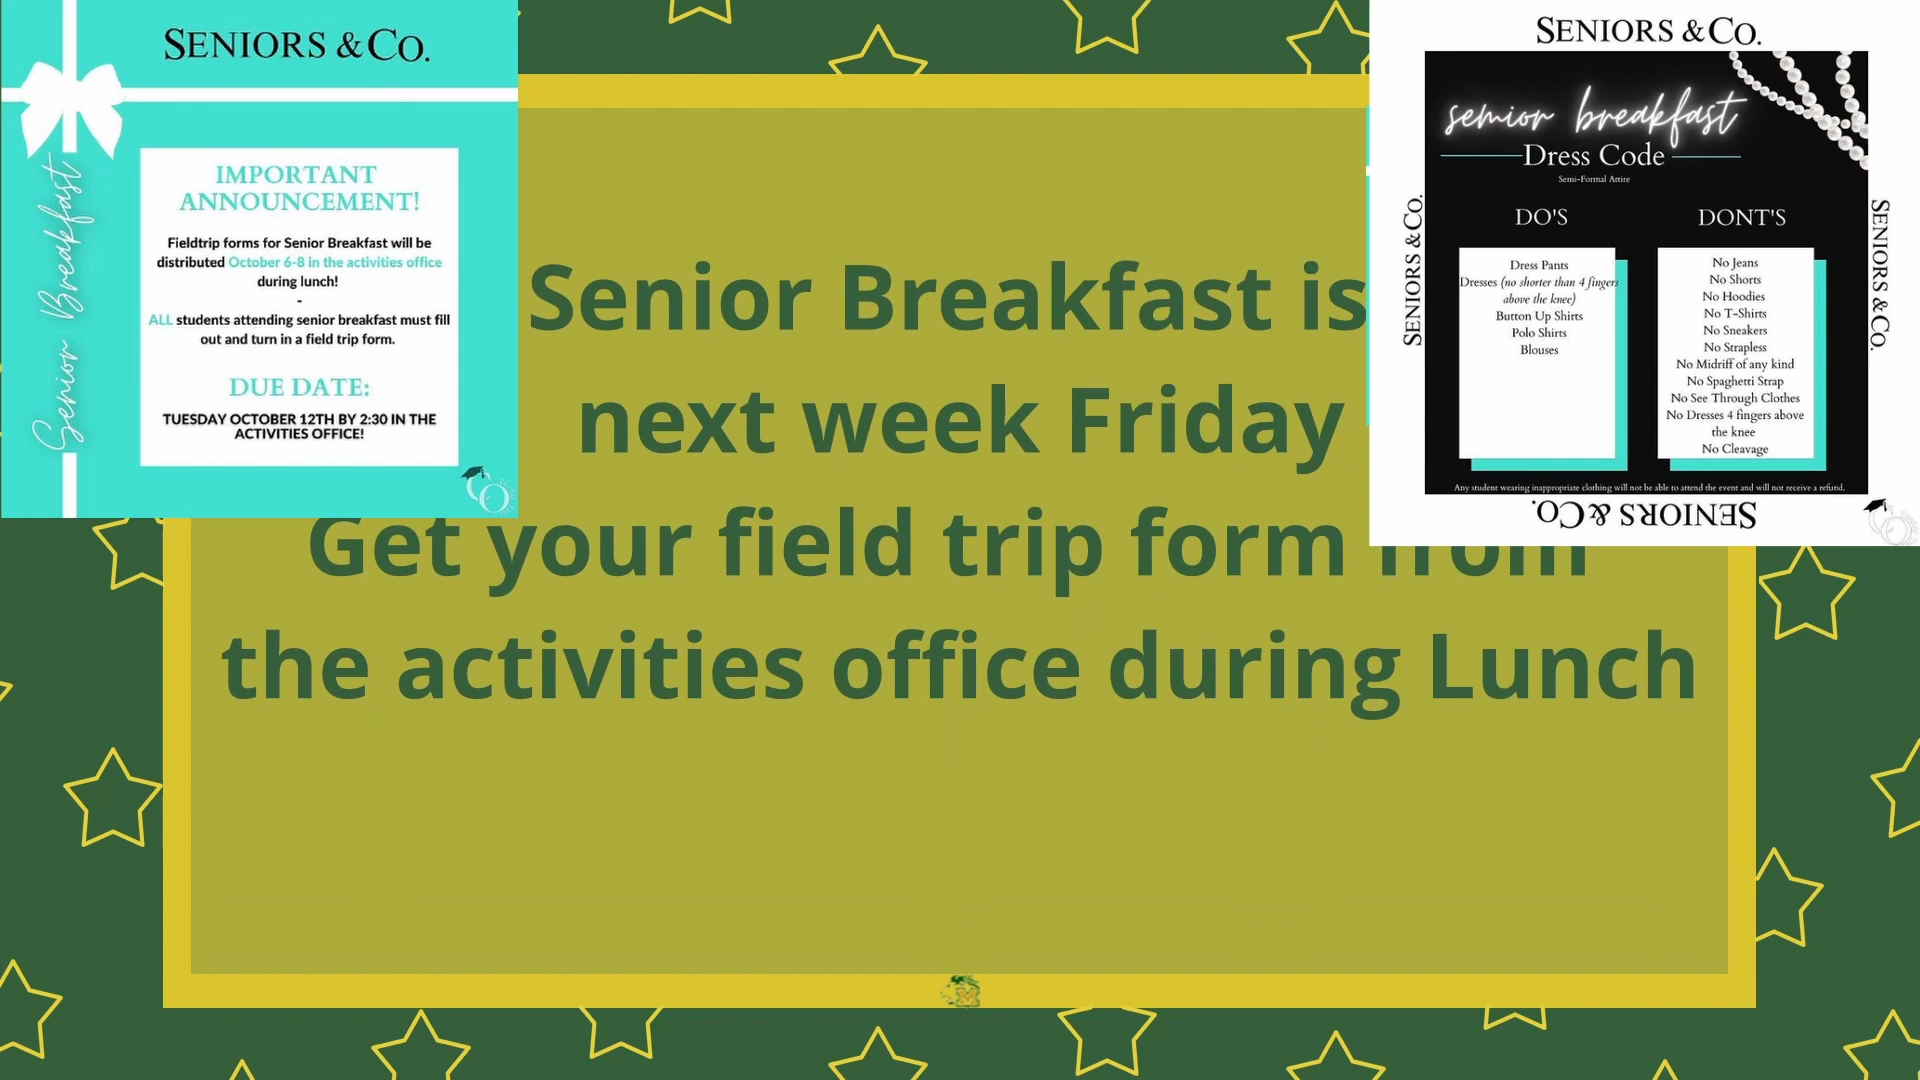 SENIORS & CO.
Senior Breakfast
IMPORTANT
ANNOUNCEMENT!
Fieldtrip forms for Senior Breakfast will be
distributed October 6-8 in the activities office
during lunch!
-
ALL students attending senior breakfast must fill
out and turn in a field trip form.
DUE DATE:
TUESDAY OCTOBER 12TH BY 2:30 IN THE
ACTIVITIES OFFICE!
Senior Breakfast is
next week Friday
Get your field trip form from
the activities office during Lunch
SENIORS & CO.
SENIORS & CO.
SENIORS & CO.
SENIORS & CO.
senior breakfast
Dress Code
Semi-Formal Attire
DO'S
Dress Pants
Dresses (no shorter than 4 fingers
above the knee)
Button Up Shirts
Polo Shirts
Blouses
DONT'S
No Jeans
No Shorts
No Hoodies
No T-Shirts
No Sneakers
No Strapless
No Midriff of any kind
No Spaghetti Strap
No See Through Clothes
No Dresses 4 fingers above
the knee
No Cleavage
Any student wearing inappropriate clothing will not be able to attend the event and will not receive a refund.